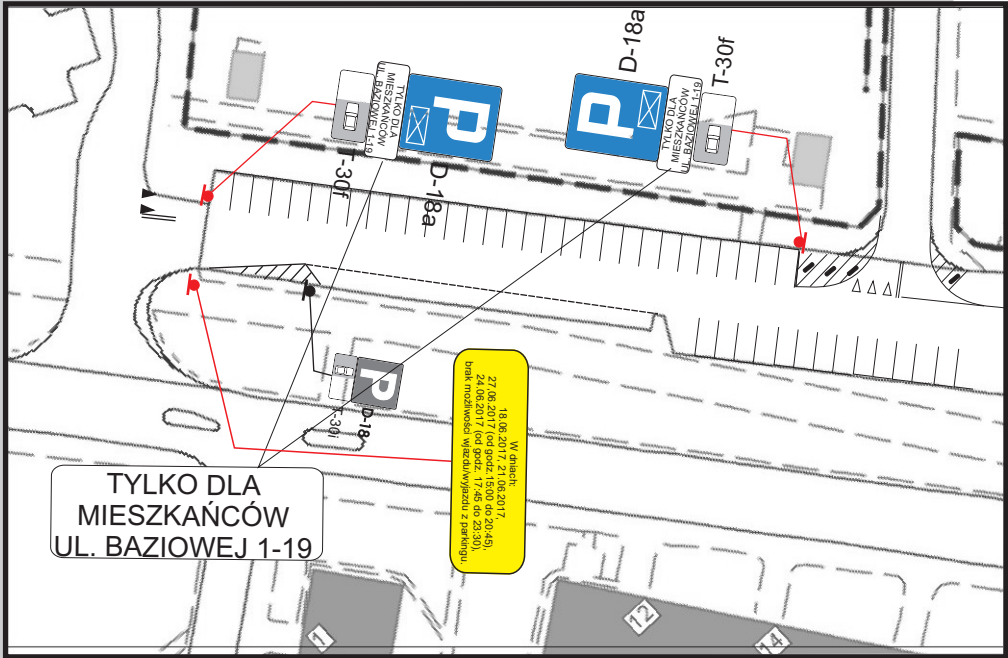 D-18a
T-30f
P
TYLKO DLA
MIESZKAŃCÓW
UL. BAZIOWEJ 1-19
T-30f
D-18a
P
TYLKO DLA
MIESZKAŃCÓW
UL. BAZIOWEJ 1-19
P
D-18
T-30i
W dniach:
18.06.2017, 21.06.2017,
27.06.2017 (od godz.15:00 do 20:45),
24.06.2017 (od godz. 17:45 do 23:30),
brak możliwości wjazdu/wyjazdu z parkingu.
TYLKO DLA
MIESZKAŃCÓW
UL. BAZIOWEJ 1-19
1
12
14